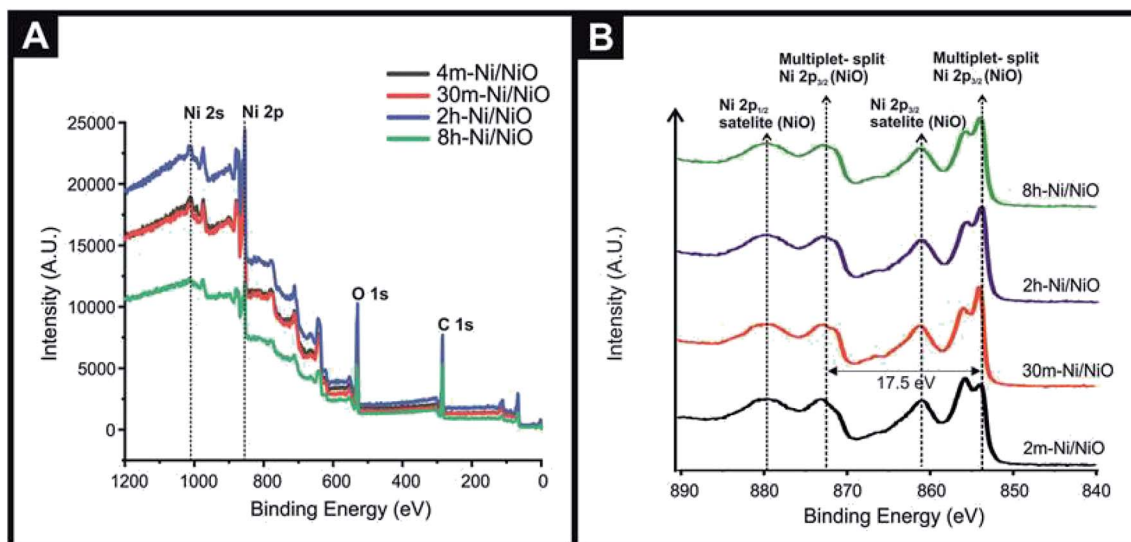 A
4m-Ni/NiO
30m-Ni/NiO
2h-Ni/NiO
8h-Ni/NiO
Ni 2s
Ni 2p
O 1s
C 1s
25000
20000
15000
10000
5000
0
1200 1000 800 600 400 200 0
Binding Energy (eV)
Intensity (A.U.)
B
Multiplet- split
Ni 2p3/2 (NiO)
Multiplet- split
Ni 2p3/2 (NiO)
Ni 2p1/2
satelite (NiO)
Ni 2p3/2
satelite (NiO)
8h-Ni/NiO
2h-Ni/NiO
30m-Ni/NiO
17.5 eV
2m-Ni/NiO
890 880 870 860 850 840
Binding Energy (eV)
Intensity (A.U.)